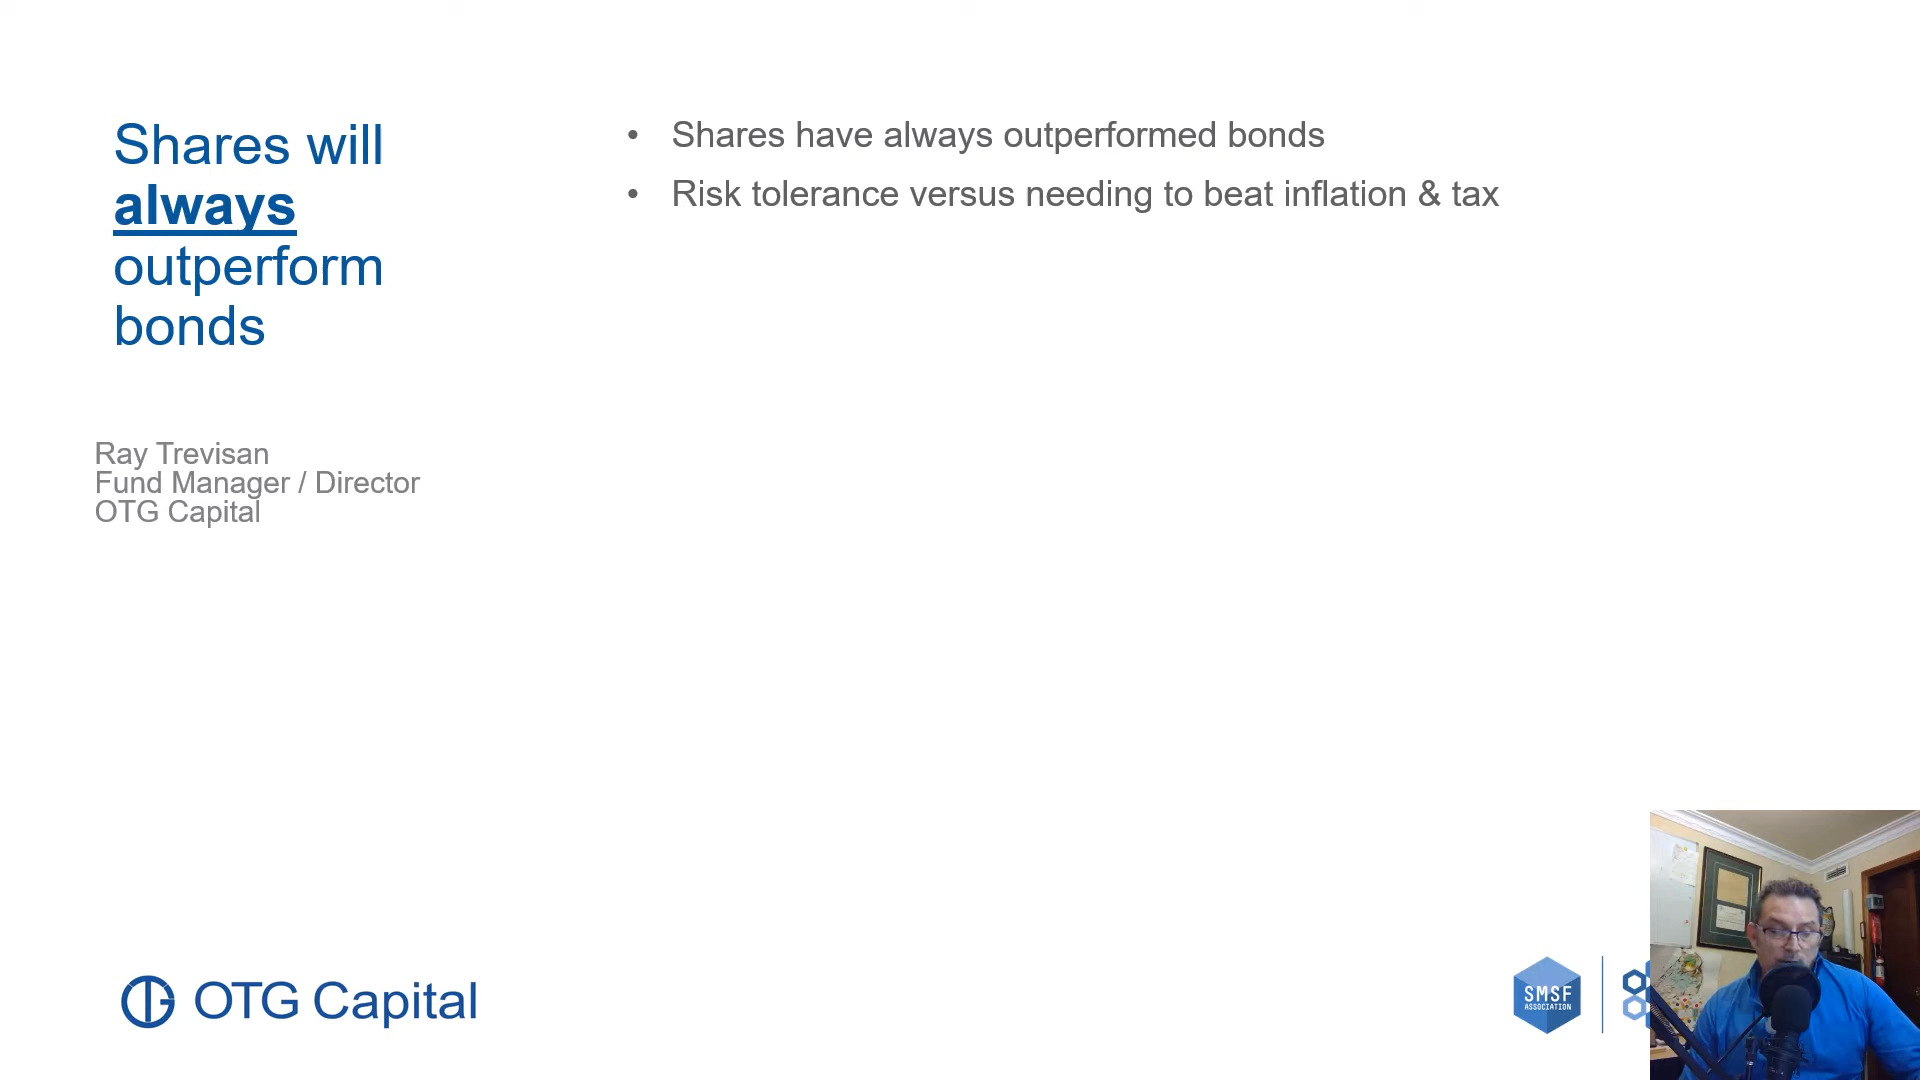 Shares will
always
outperform
bonds
• Shares have always outperformed bonds
• Risk tolerance versus needing to beat inflation & tax
Ray Trevisan
Fund Manager / Director
OTG Capital
OTG Capital
SMSF
ASSOCIATION